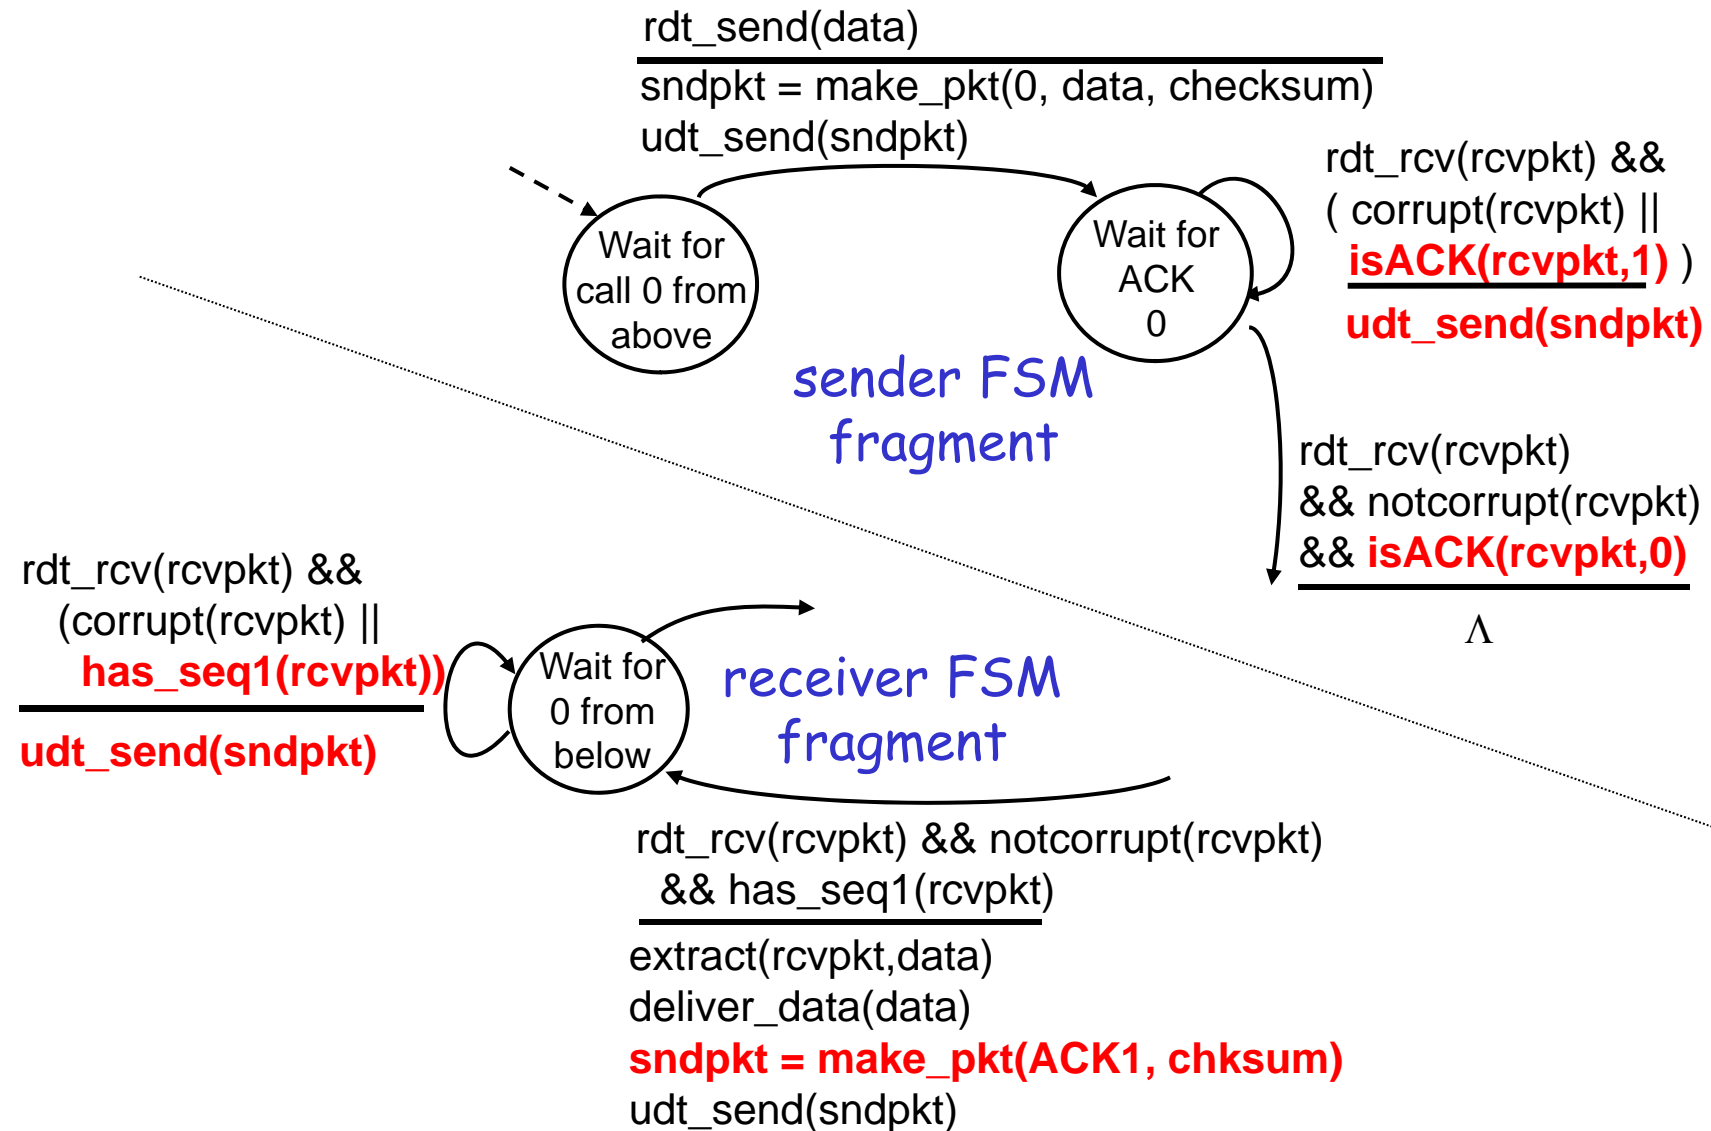 rdt_send(data)
sndpkt = make_pkt(0, data, checksum)
udt_send(sndpkt)
rdt_rcv(rcvpkt) &&
( corrupt(rcvpkt) ||
isACK(rcvpkt,1) )
udt_send(sndpkt)
Wait for
call 0 from
above
Wait for
ACK
0
sender FSM
fragment
rdt_rcv(rcvpkt)
&& notcorrupt(rcvpkt)
&& isACK(rcvpkt,0)
Λ
rdt_rcv(rcvpkt) &&
(corrupt(rcvpkt) ||
has_seq1(rcvpkt))
udt_send(sndpkt)
Wait for
0 from
below
receiver FSM
fragment
rdt_rcv(rcvpkt) && notcorrupt(rcvpkt)
&& has_seq1(rcvpkt)
extract(rcvpkt,data)
deliver_data(data)
sndpkt = make_pkt(ACK1, chksum)
udt_send(sndpkt)